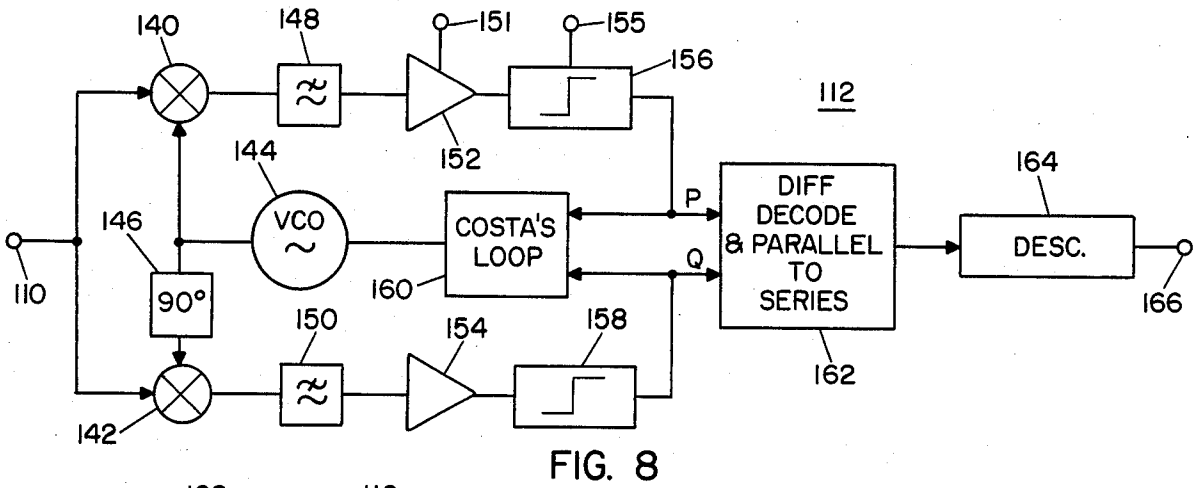 140
148
151
155
156
112
152
144
VCO
~
146
90°
COSTA'S
LOOP
160
P
Q
DIFF
DECODE
& PARALLEL
TO
SERIES
162
164
DESC.
166
110
150
154
158
142
FIG. 8